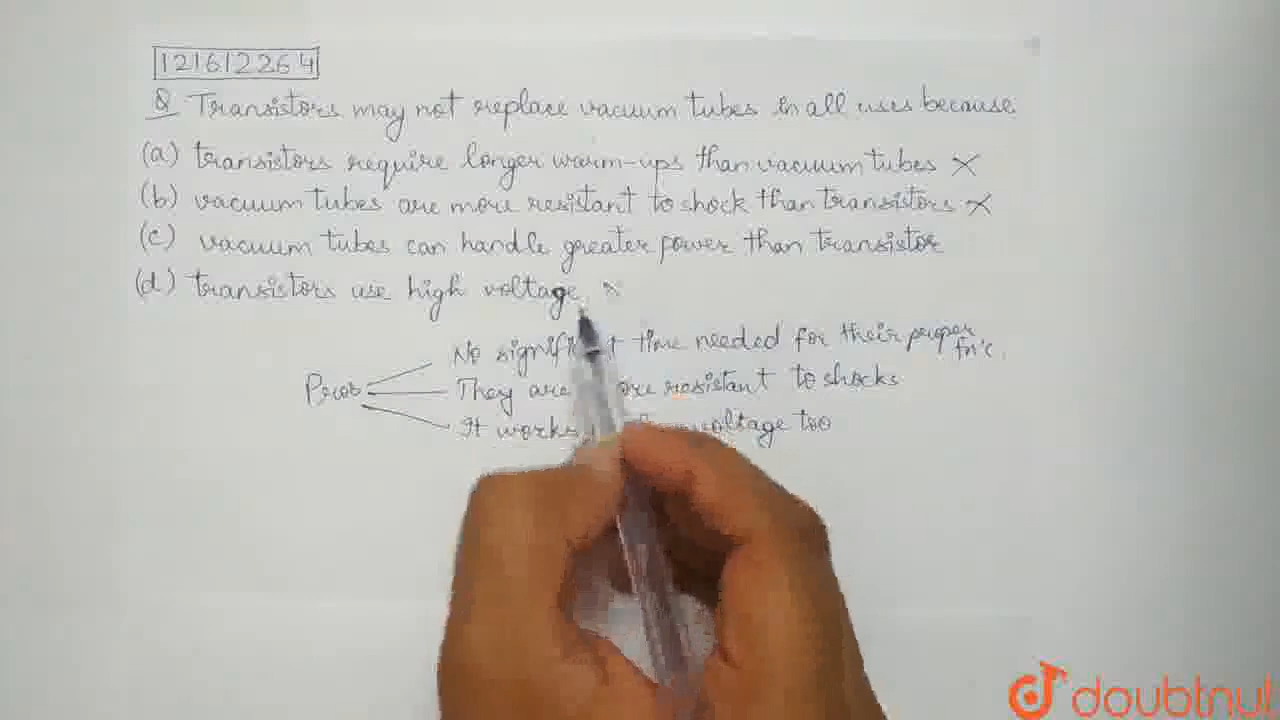 121612264
Q Transistors may not replace vacuum tubes in all uses because
(a) transistors require longer warm-ups than vacuum tubes ×
(b) vacuum tubes are more resistant to shock than transistors ×
(c) vacuum tubes can handle greater power than transistor
(d) transistors use high voltage ×
No significant time needed for their proper fn'c.
Pros
They are more resistant to shocks
It works voltage too
doubtnut